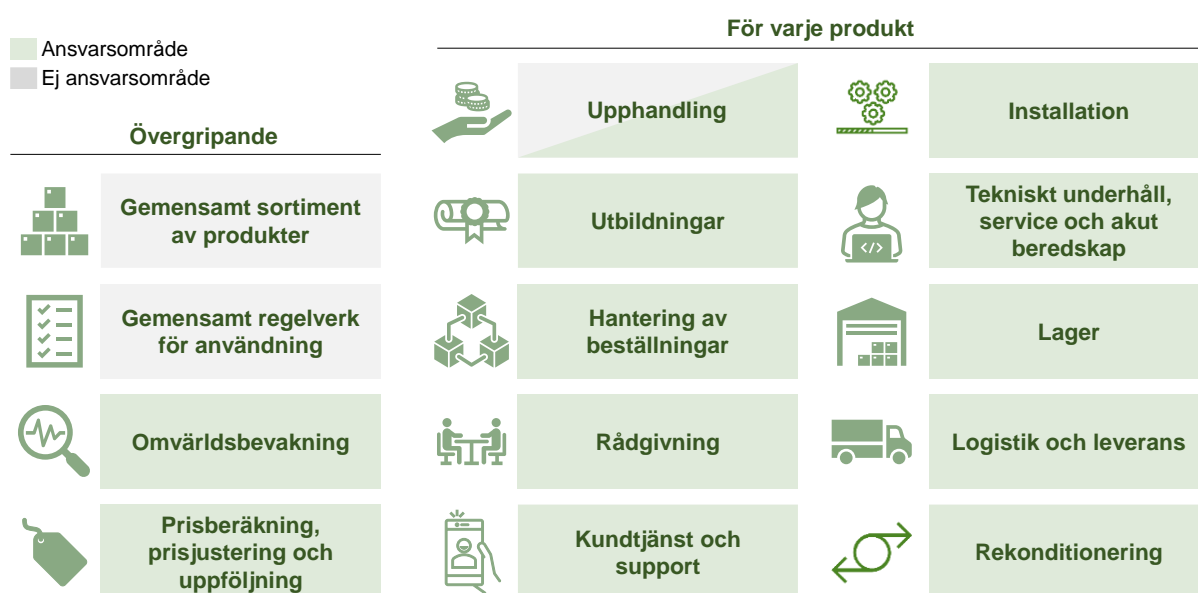 Ansvarsområde
Ej ansvarsområde
Övergripande
Gemensamt sortiment
av produkter
Gemensamt regelverk
för användning
Omvärldsbevakning
Prisberäkning,
prisjustering och
uppföljning
För varje produkt
Upphandling
Utbildningar
Hantering av
beställningar
Rådgivning
Kundtjänst och
support
Installation
Tekniskt underhåll,
service och akut
beredskap
</>
Lager
Logistik och leverans
Rekonditionering